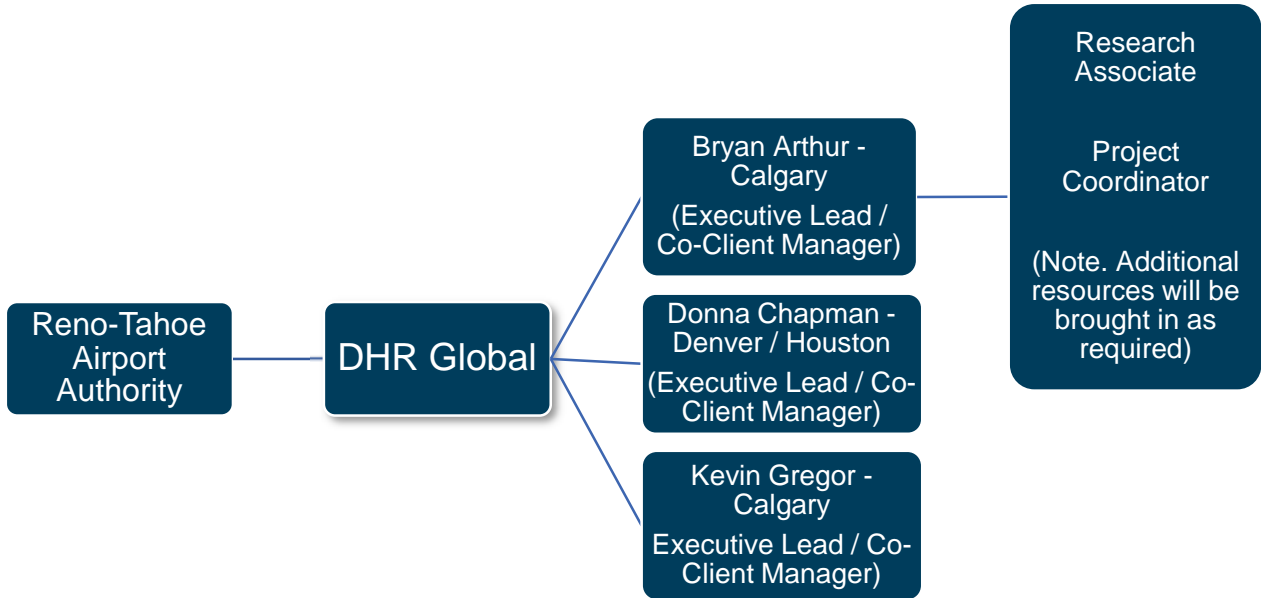 Reno-Tahoe
Airport
Authority
DHR Global
Bryan Arthur -
Calgary
(Executive Lead /
Co-Client Manager)
Donna Chapman -
Denver / Houston
(Executive Lead / Co-
Client Manager)
Kevin Gregor -
Calgary
Executive Lead / Co-
Client Manager)
Research
Associate
Project
Coordinator
(Note. Additional
resources will be
brought in as
required)